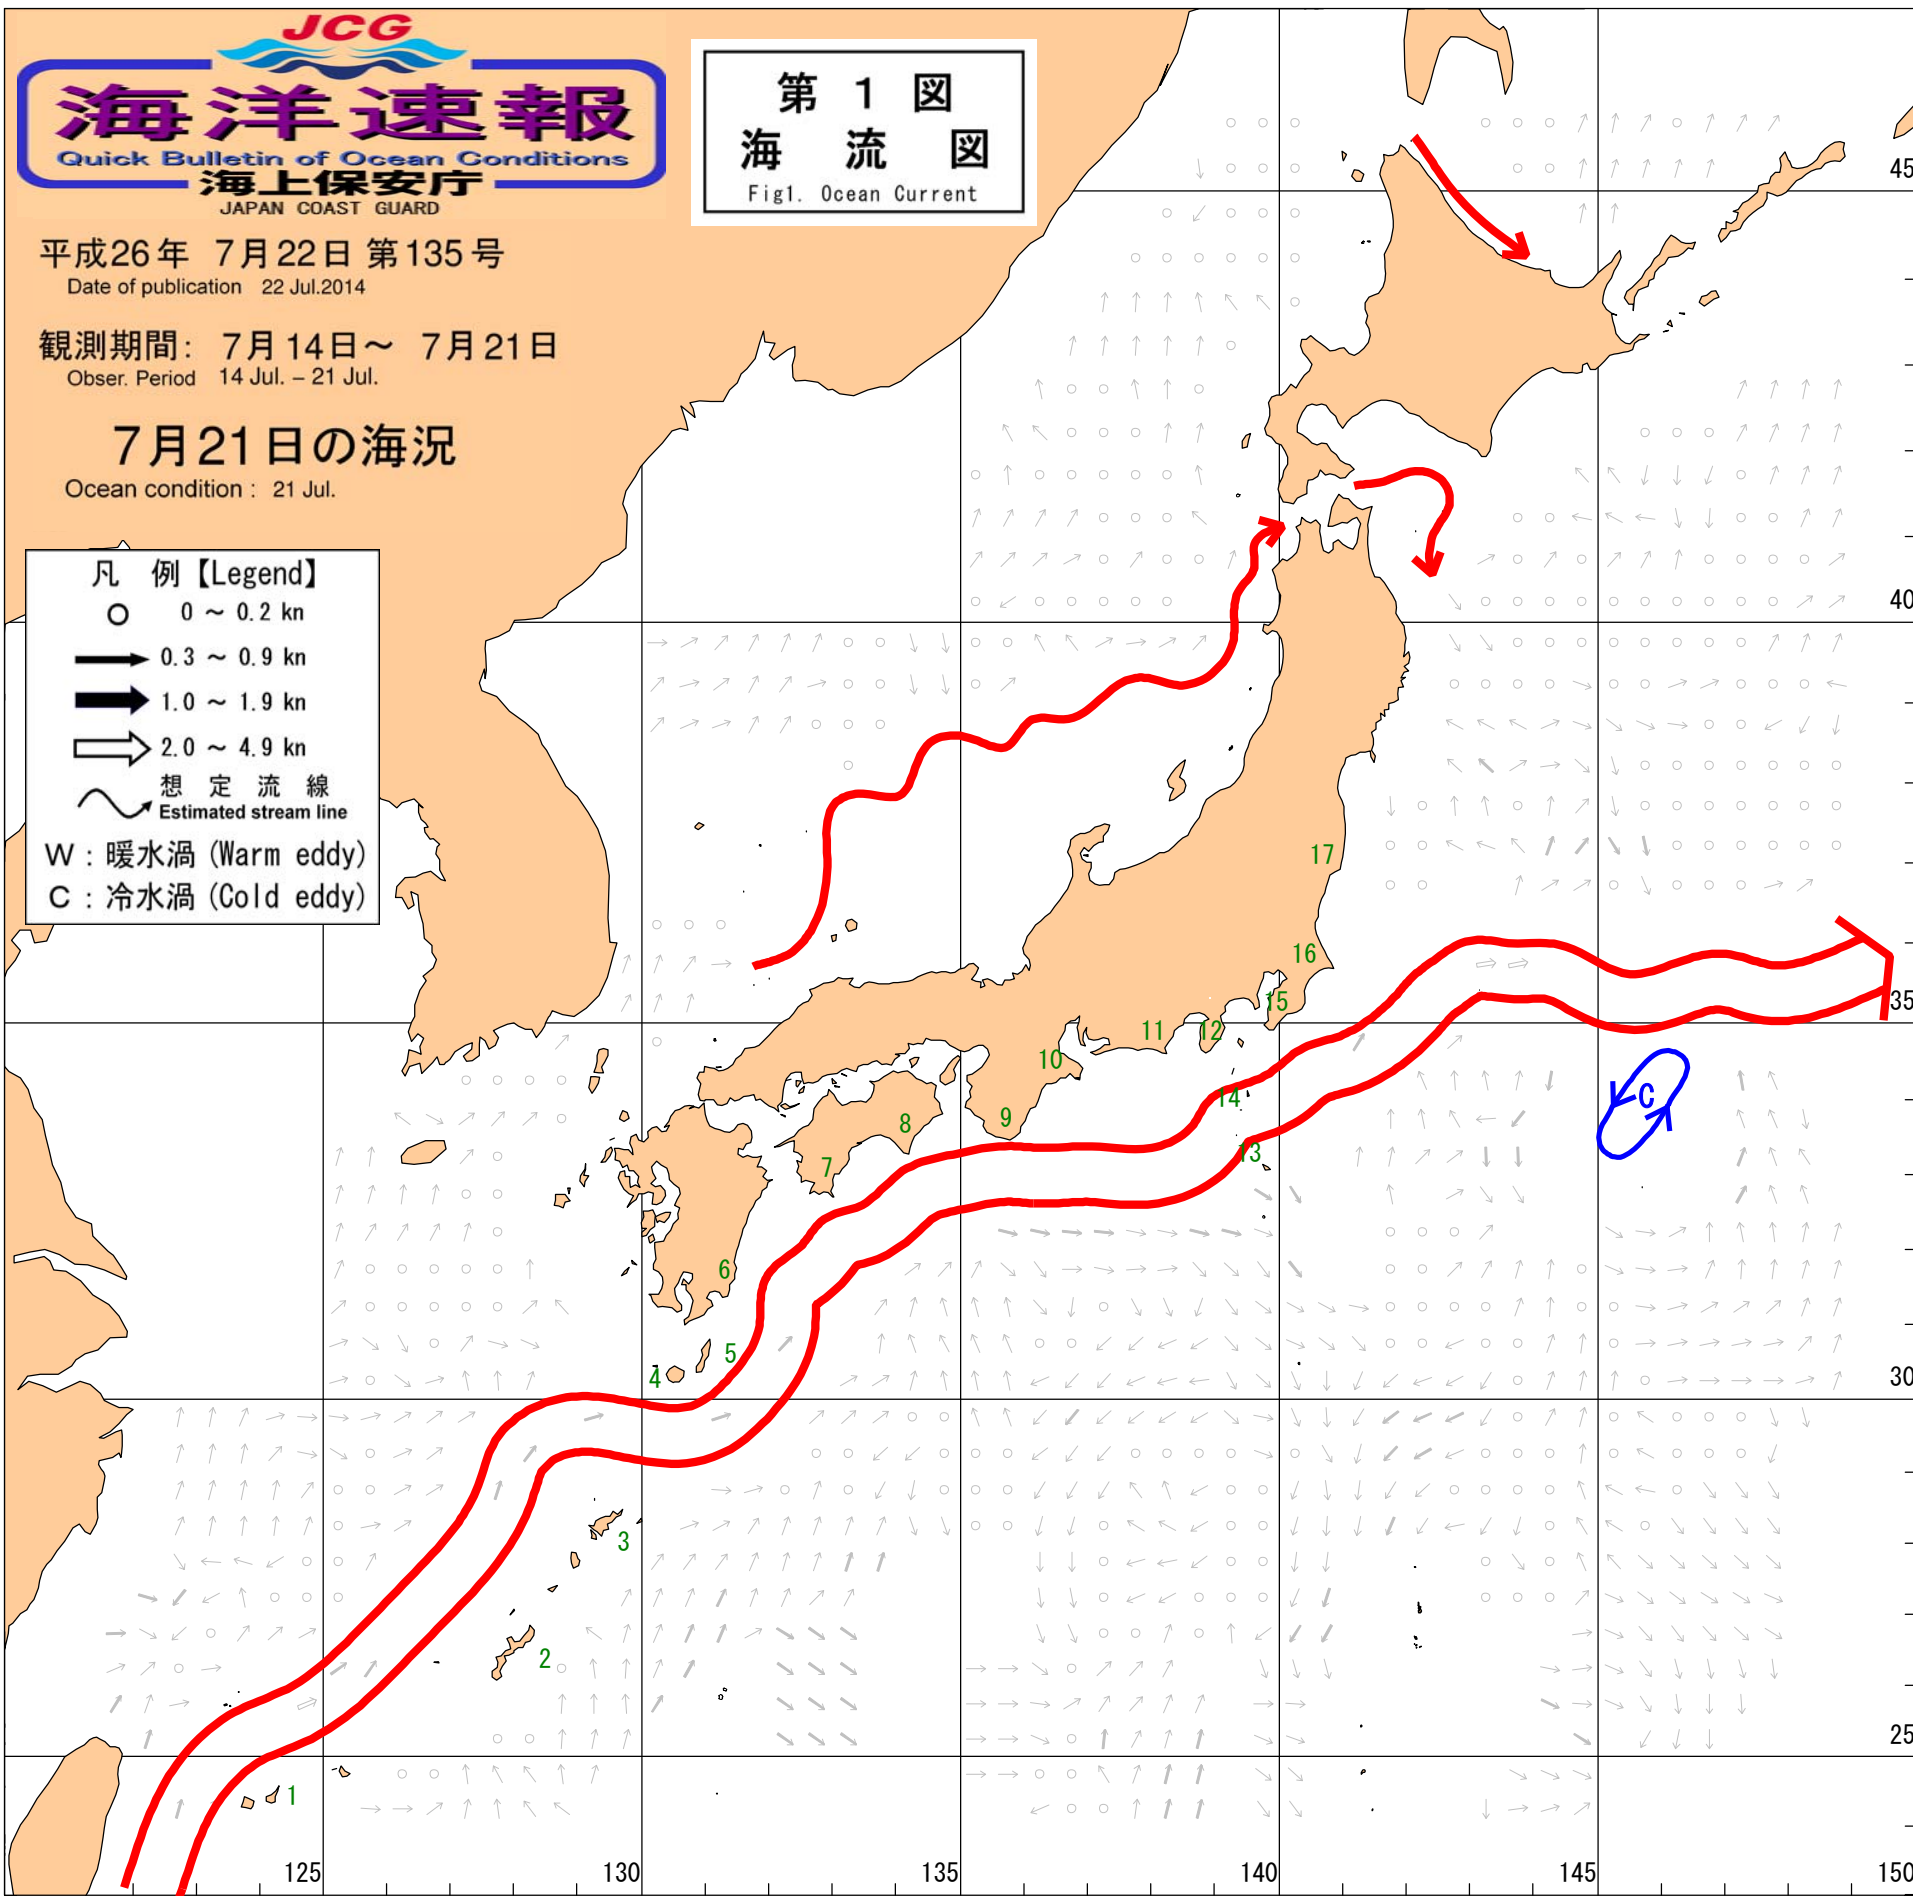 JCG
海洋速報
Quick Bulletin of Ocean Conditions
海上保安庁
JAPAN COAST GUARD
第 1 図
海 流 図
Fig1. Ocean Current
平成26年 7月22日 第135号
Date of publication 22 Jul.2014
観測期間: 7月14日～ 7月21日
Obser. Period 14 Jul. – 21 Jul.
7月21日の海況
Ocean condition : 21 Jul.
凡 例【Legend】
0 ～ 0.2 kn
0.3 ～ 0.9 kn
1.0 ～ 1.9 kn
2.0 ～ 4.9 kn
想 定 流 線
Estimated stream line
W : 暖水渦 (Warm eddy)
C : 冷水渦 (Cold eddy)
45
40
17
16
35
15
12
11
10
14
C
9
8
13
7
6
5
4
30
3
2
25
1
125
130
135
140
145
150